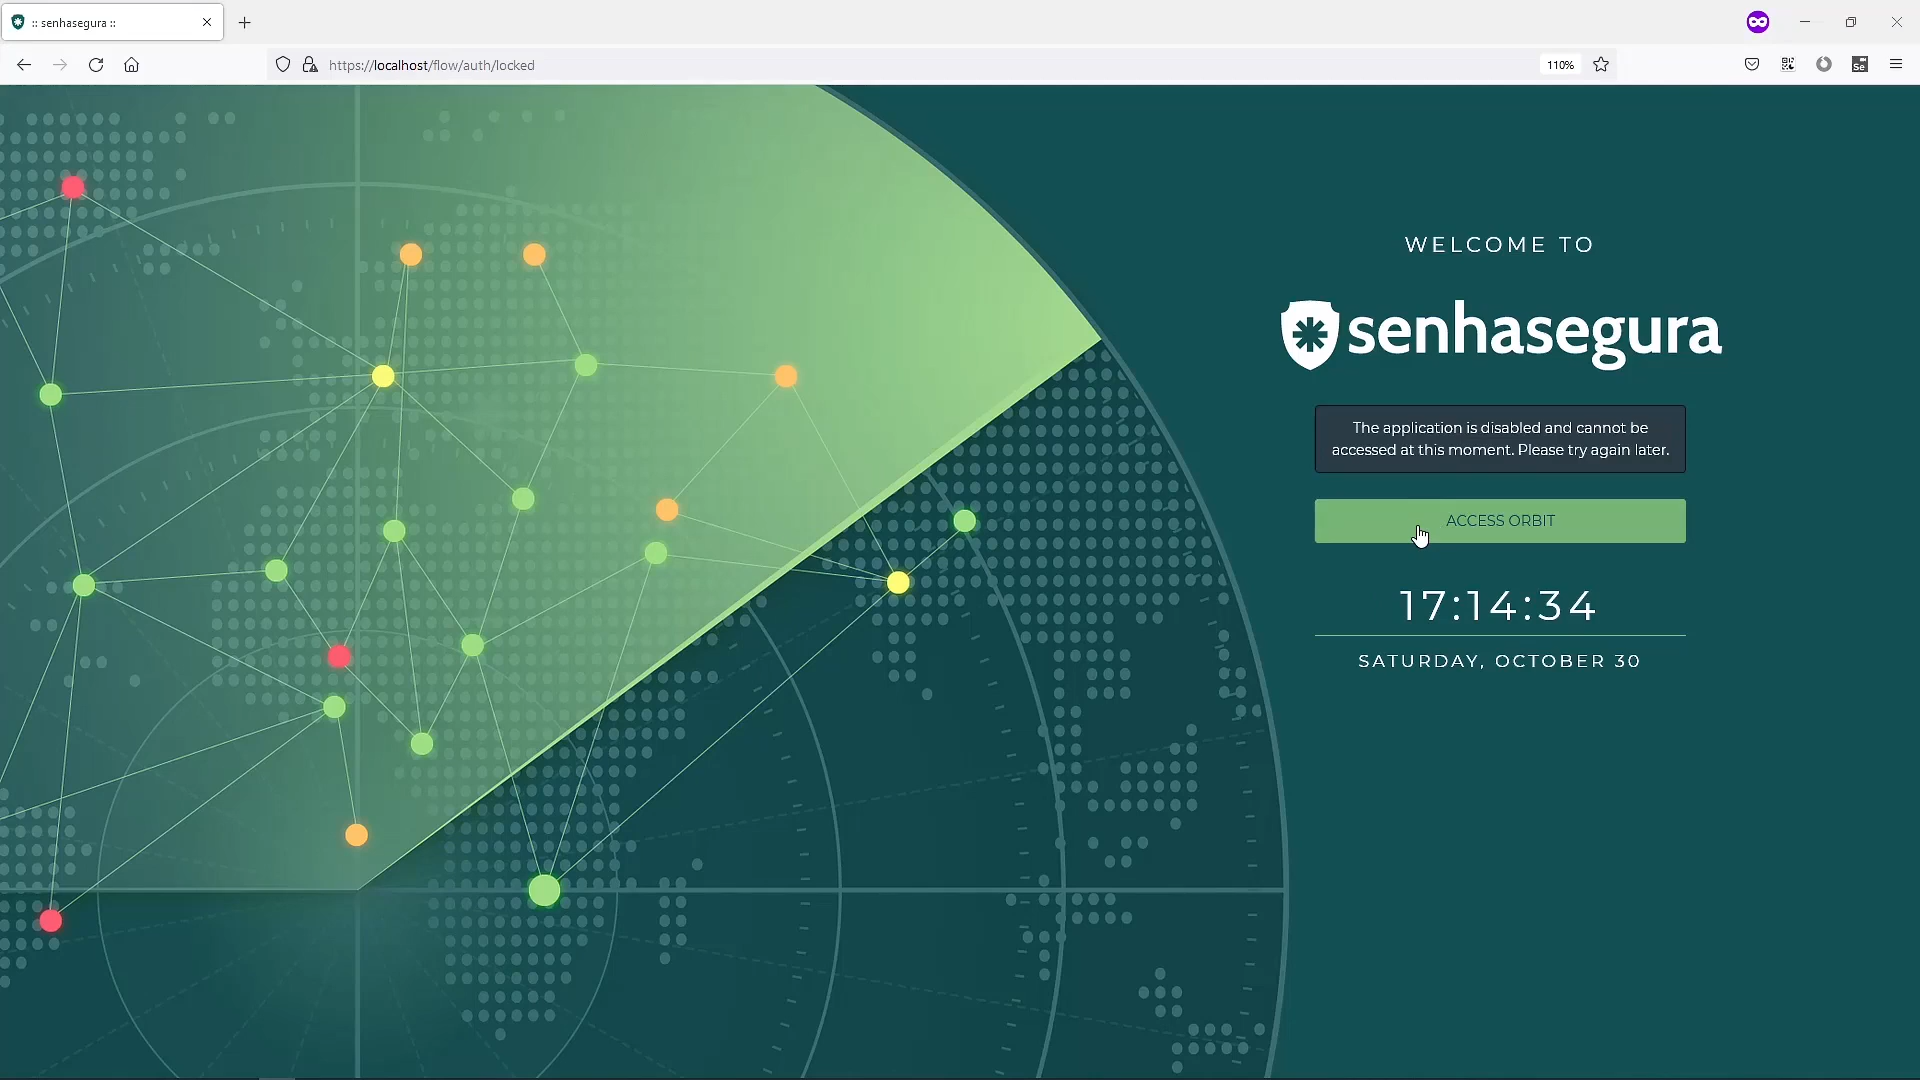 :: senhasegura ::
https://localhost/flow/auth/locked
110%
Se
WELCOME TO
senhasegura
The application is disabled and cannot be
accessed at this moment. Please try again later.
ACCESS ORBIT
17:14:34
SATURDAY, OCTOBER 30